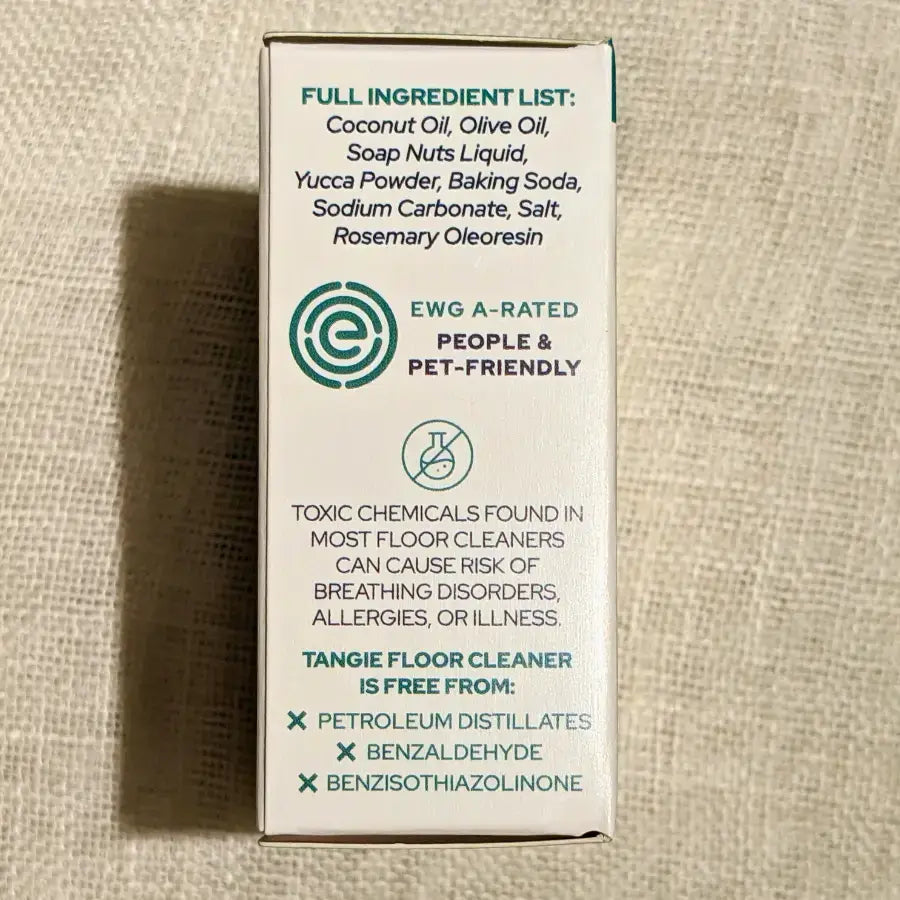 FULL INGREDIENT LIST:
Coconut Oil, Olive Oil,
Soap Nuts Liquid,
Yucca Powder, Baking Soda,
Sodium Carbonate, Salt,
Rosemary Oleoresin
e
EWG A-RATED
PEOPLE &
PET-FRIENDLY
TOXIC CHEMICALS FOUND IN
MOST FLOOR CLEANERS
CAN CAUSE RISK OF
BREATHING DISORDERS,
ALLERGIES, OR ILLNESS.
TANGIE FLOOR CLEANER
IS FREE FROM:
× PETROLEUM DISTILLATES
× BENZALDEHYDE
× BENZISOTHIAZOLINONE